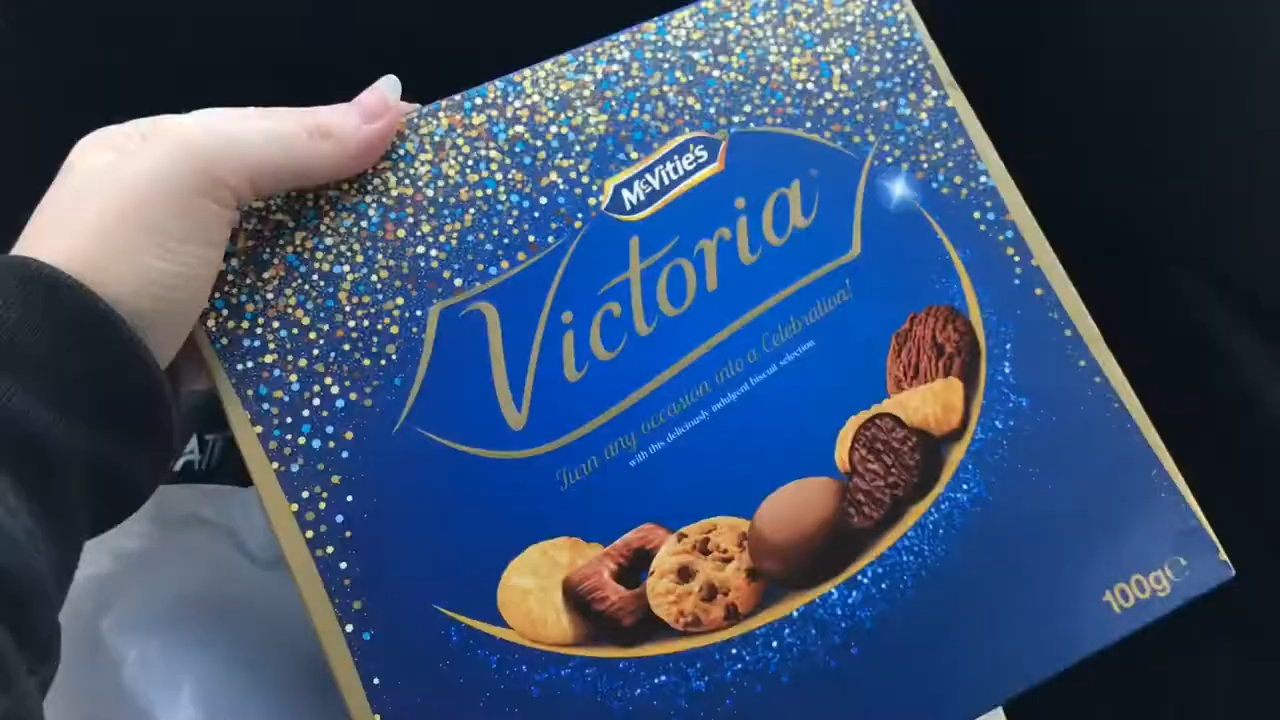 McVitie's
Victoria
Turn any occasion into a Celebration!
with this deliciously indulgent biscuit selection
100g℮